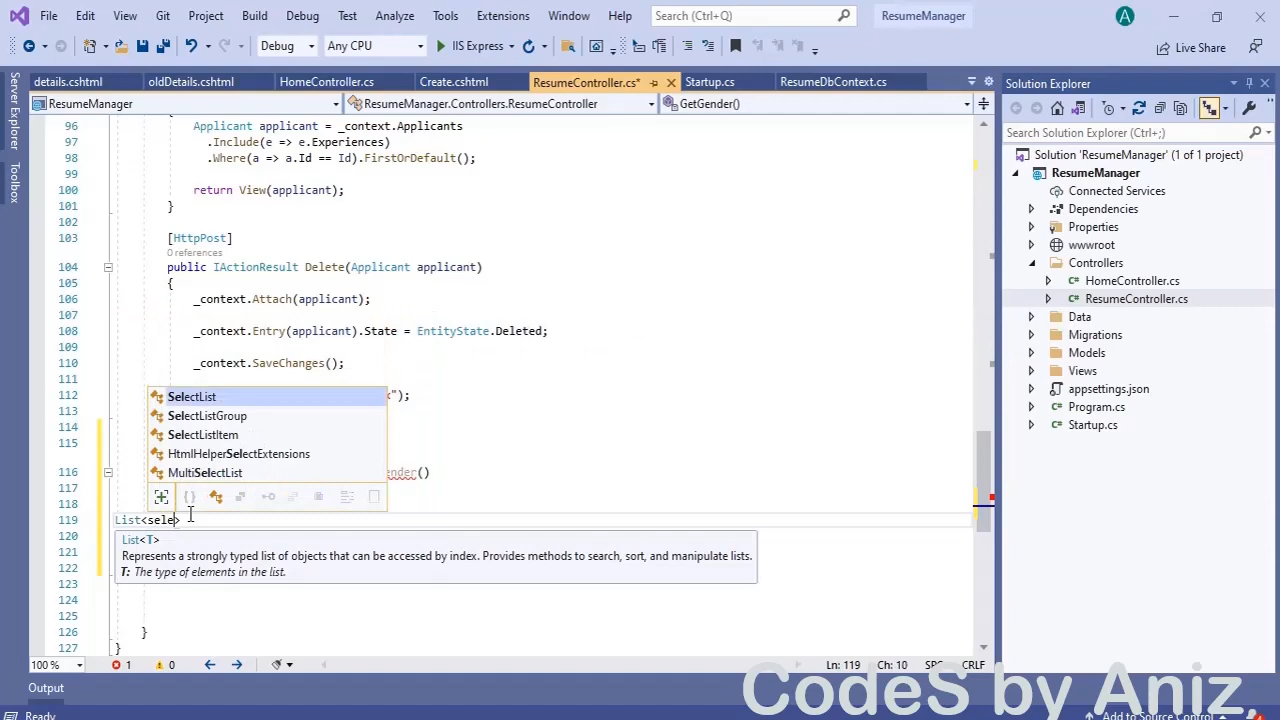 File Edit View Git Project Build Debug Test Analyze Tools Extensions Window Help Search (Ctrl+Q) ResumeManager A
Debug Any CPU IIS Express Live Share
details.cshtml oldDetails.cshtml HomeController.cs Create.cshtml ResumeController.cs* Startup.cs ResumeDbContext.cs
ResumeManager ResumeManager.Controllers.ResumeController GetGender()
Server Explorer
Toolbox
96 Applicant applicant = _context.Applicants
97 .Include(e => e.Experiences)
98 .Where(a => a.Id == Id).FirstOrDefault();
99
100 return View(applicant);
101 }
102
103 [HttpPost]
0 references
104 public IActionResult Delete(Applicant applicant)
105 {
106 _context.Attach(applicant);
107
108 _context.Entry(applicant).State = EntityState.Deleted;
109
110 _context.SaveChanges();
111
112 ");
113
114
115
116 ender()
117
118
119 List<sele>
120
121
122
123
124
125
126 }
127 }
SelectList
SelectListGroup
SelectListItem
HtmlHelperSelectExtensions
MultiSelectList
List<T>
Represents a strongly typed list of objects that can be accessed by index. Provides methods to search, sort, and manipulate lists.
T: The type of elements in the list.
100 % 1 0 Ln: 119 Ch: 10 SPC CRLF
Output
Ready Add to Source Control
Solution Explorer
Search Solution Explorer (Ctrl+;)
Solution 'ResumeManager' (1 of 1 project)
ResumeManager
Connected Services
Dependencies
Properties
wwwroot
Controllers
HomeController.cs
ResumeController.cs
Data
Migrations
Models
Views
appsettings.json
Program.cs
Startup.cs
CodeS by Aniz.